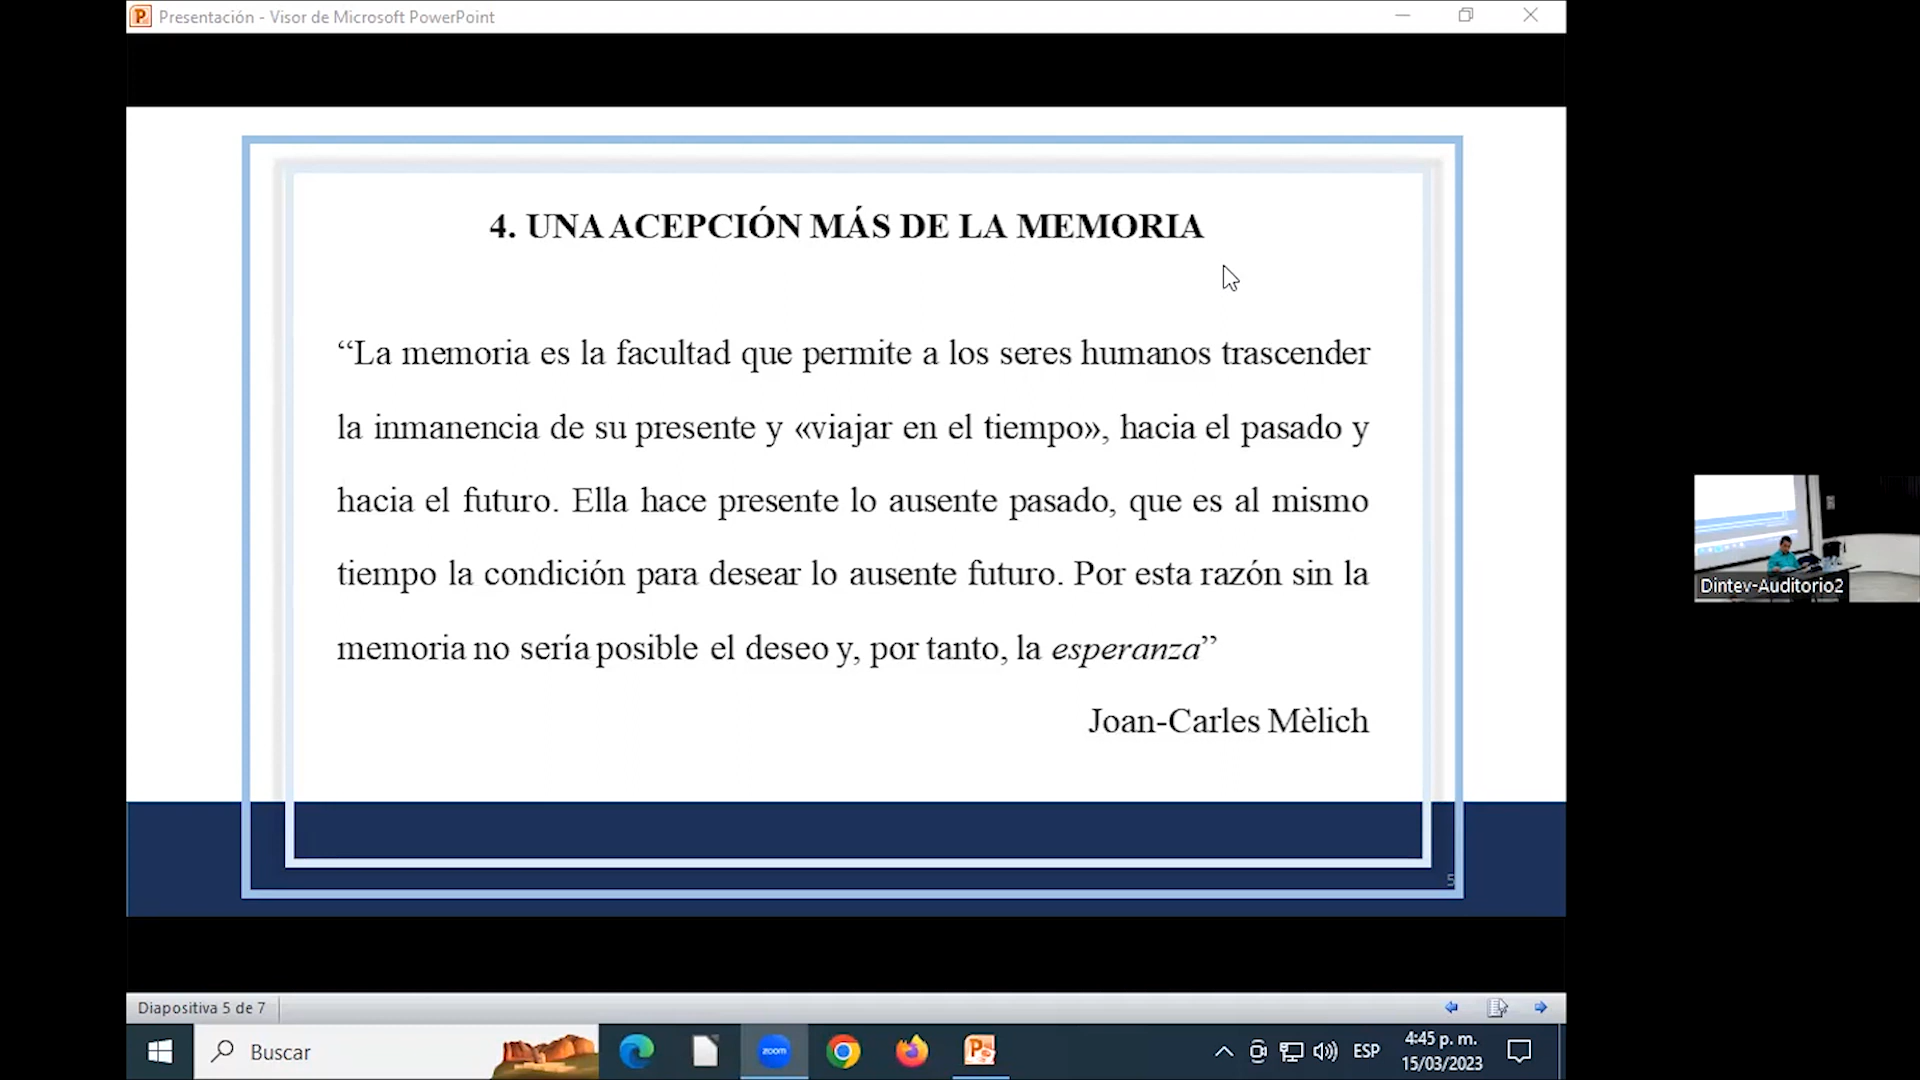 Presentación - Visor de Microsoft PowerPoint
4. UNA ACEPCIÓN MÁS DE LA MEMORIA
“La memoria es la facultad que permite a los seres humanos trascender
la inmanencia de su presente y «viajar en el tiempo», hacia el pasado y
hacia el futuro. Ella hace presente lo ausente pasado, que es al mismo
tiempo la condición para desear lo ausente futuro. Por esta razón sin la
memoria no sería posible el deseo y, por tanto, la esperanza”
Joan-Carles Mèlich
5
Dintev-Auditorio2
Diapositiva 5 de 7
Buscar
zoom
ESP
4:45 p. m.
15/03/2023